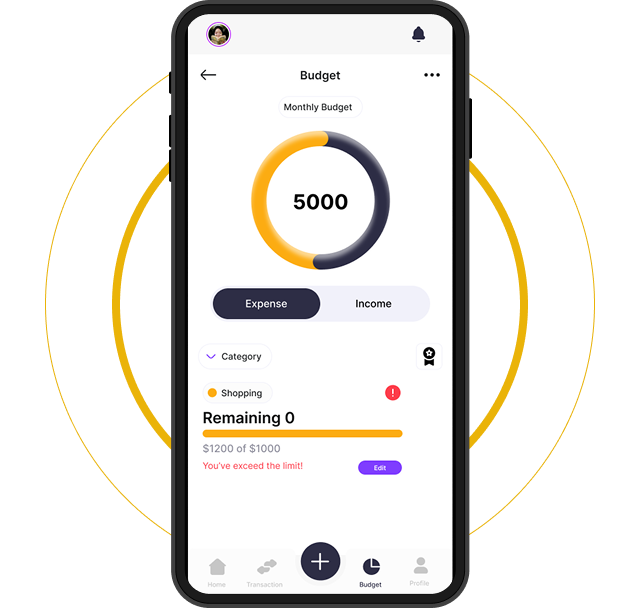 Budget
Monthly Budget
5000
Expense
Income
Category
Shopping
!
Remaining 0
$1200 of $1000
You've exceed the limit!
Edit
Home
Transaction
Budget
Profile